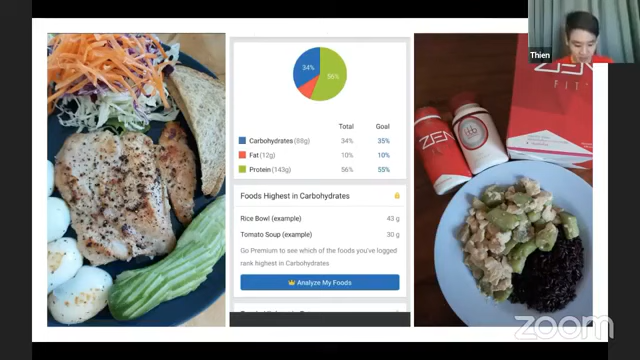 Thien
34%
56%
Total
Goal
Carbohydrates (88g)
34%
35%
Fat (12g)
10%
10%
Protein (143g)
56%
55%
Foods Highest in Carbohydrates
Rice Bowl (example)
43 g
Tomato Soup (example)
30 g
Go Premium to see which of the foods you've logged
rank highest in Carbohydrates
Analyze My Foods
ZEN
FIT
ZEN
zoom